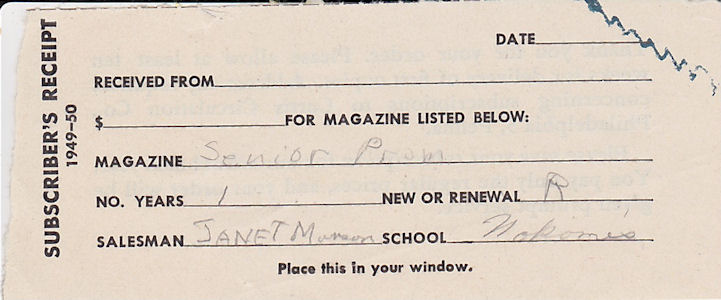 SUBSCRIBER'S RECEIPT
1949-50
DATE
RECEIVED FROM
$ FOR MAGAZINE LISTED BELOW:
MAGAZINE Senior Prom
NO. YEARS 1 NEW OR RENEWAL R
SALESMAN JANET SCHOOL Nokomis
Place this in your window.